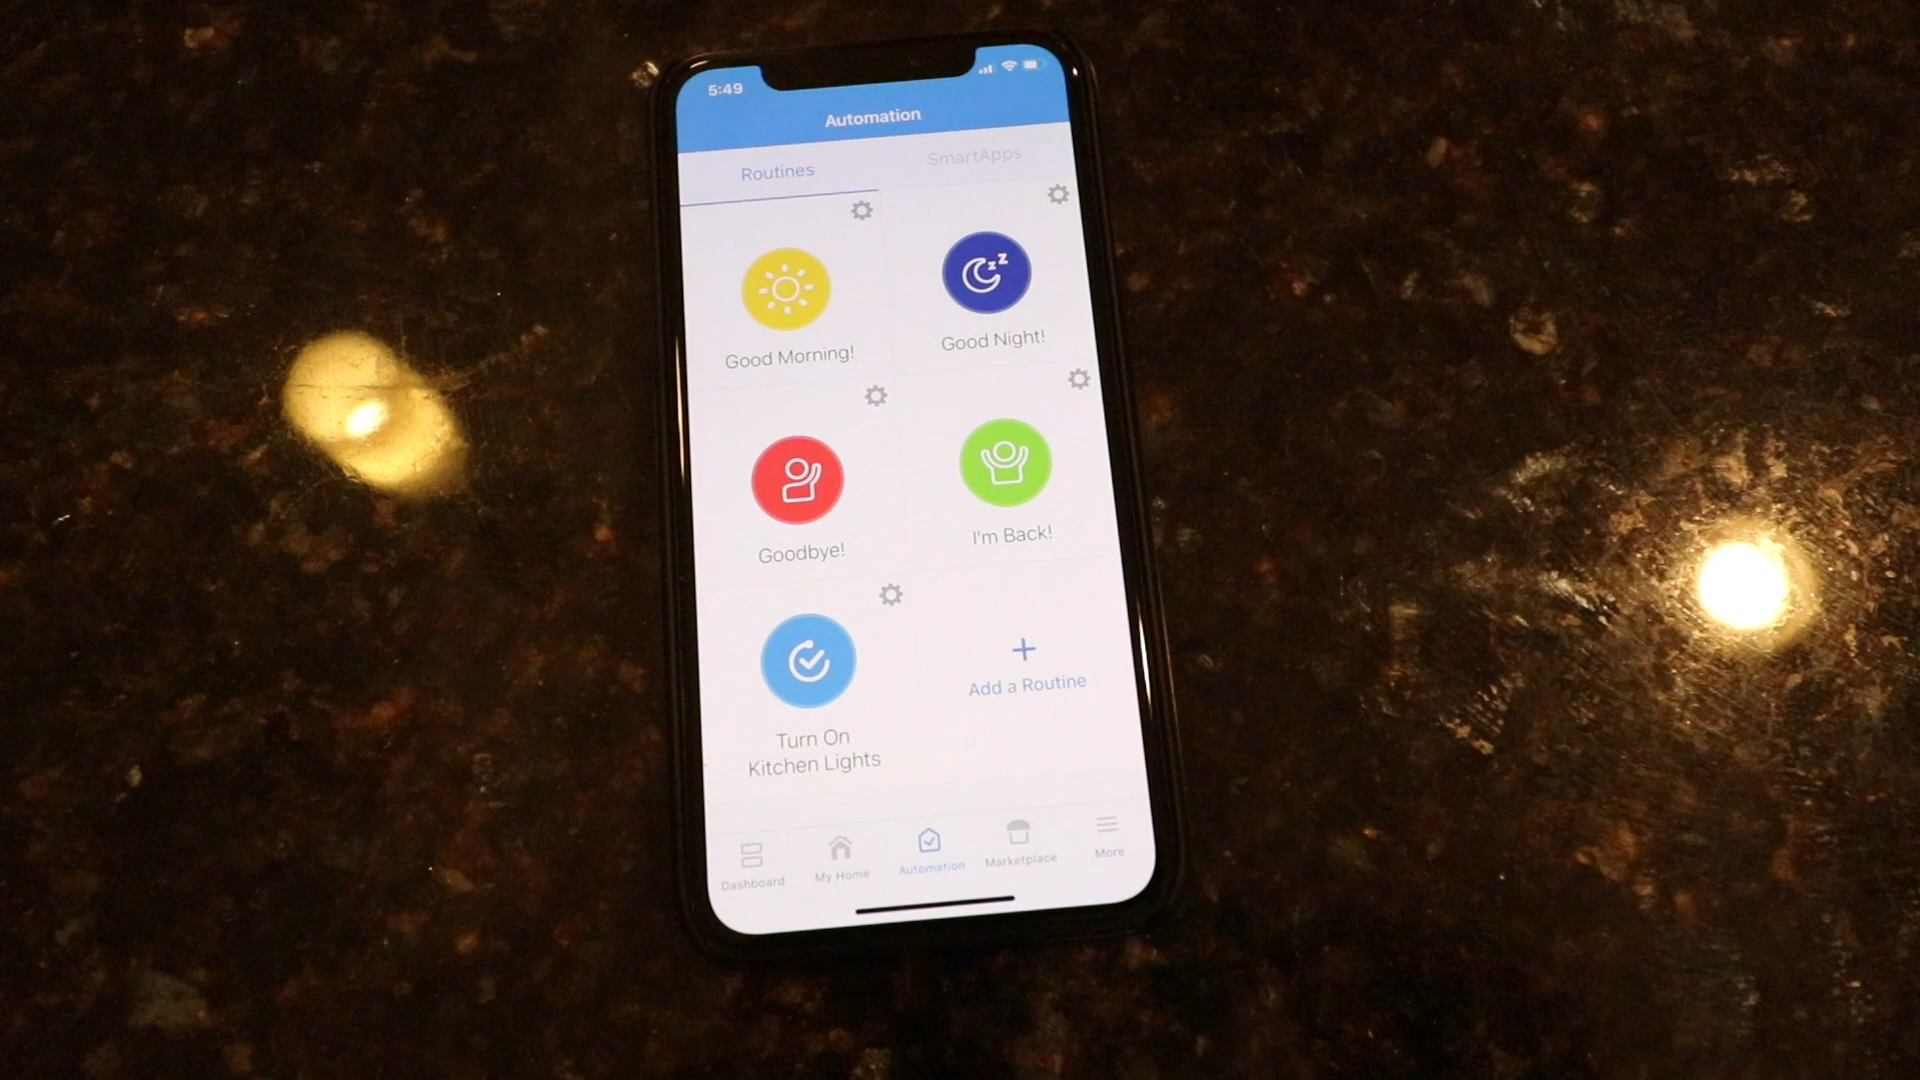 5:49
Automation
Routines
SmartApps
Good Morning!
zz
Good Night!
Goodbye!
I'm Back!
Turn On
Kitchen Lights
+
Add a Routine
Dashboard
My Home
Automation
Marketplace
More